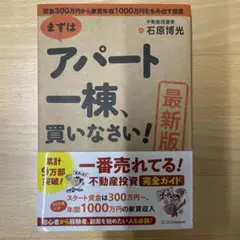 資金300万円から家賃年収1000万円を生み出す極意
まずは
アパート
一棟、
買いなさい!
不動産投資家
石原博光
最新版
累計
9万部
突破!
一番売れてる!
不動産投資 完全ガイド
スタート資金は300万円〜、
年間1000万円の家賃収入
初心者から経験者、副業を始めたい人も必読!
SB Creative